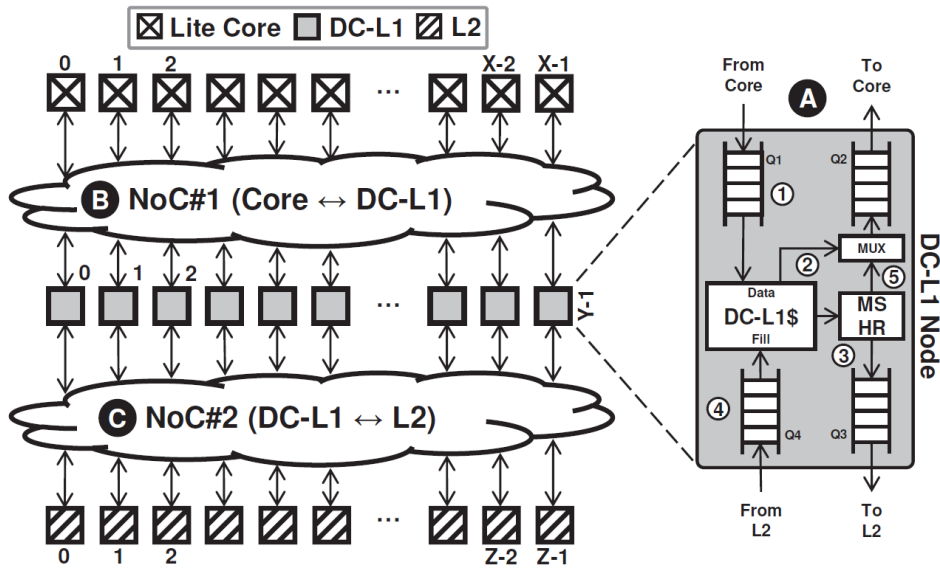 Lite Core DC-L1 L2
0 1 2 ... X-2 X-1
B NoC#1 (Core ↔ DC-L1)
0 1 2 ... Y-1
C NoC#2 (DC-L1 ↔ L2)
...
0 1 2 Z-2 Z-1
From Core
To Core
A
Q1
Q2
1
MUX
2
5
Data
DC-L1$
Fill
MS
HR
3
4
Q4
Q3
From L2
To L2
DC-L1 Node